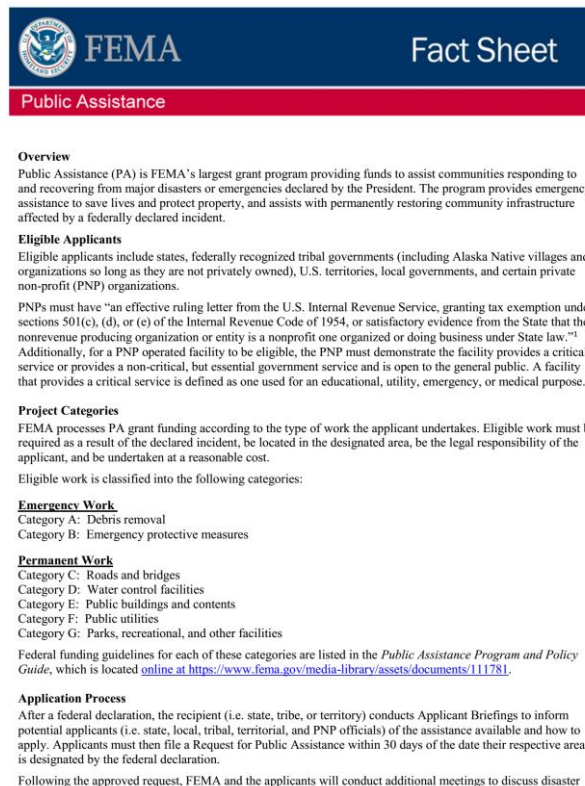 U.S. DEPARTMENT OF
HOMELAND SECURITY
FEMA
Fact Sheet
Public Assistance
Overview
Public Assistance (PA) is FEMA's largest grant program providing funds to assist communities responding to
and recovering from major disasters or emergencies declared by the President. The program provides emergenc
assistance to save lives and protect property, and assists with permanently restoring community infrastructure
affected by a federally declared incident.
Eligible Applicants
Eligible applicants include states, federally recognized tribal governments (including Alaska Native villages and
organizations so long as they are not privately owned), U.S. territories, local governments, and certain private
non-profit (PNP) organizations.
PNPs must have “an effective ruling letter from the U.S. Internal Revenue Service, granting tax exemption unde
sections 501(c), (d), or (e) of the Internal Revenue Code of 1954, or satisfactory evidence from the State that the
nonrevenue producing organization or entity is a nonprofit one organized or doing business under State law.”1
Additionally, for a PNP operated facility to be eligible, the PNP must demonstrate the facility provides a critical
service or provides a non-critical, but essential government service and is open to the general public. A facility
that provides a critical service is defined as one used for an educational, utility, emergency, or medical purpose.
Project Categories
FEMA processes PA grant funding according to the type of work the applicant undertakes. Eligible work must b
required as a result of the declared incident, be located in the designated area, be the legal responsibility of the
applicant, and be undertaken at a reasonable cost.
Eligible work is classified into the following categories:
Emergency Work
Category A: Debris removal
Category B: Emergency protective measures
Permanent Work
Category C: Roads and bridges
Category D: Water control facilities
Category E: Public buildings and contents
Category F: Public utilities
Category G: Parks, recreational, and other facilities
Federal funding guidelines for each of these categories are listed in the Public Assistance Program and Policy
Guide, which is located online at https://www.fema.gov/media-library/assets/documents/111781.
Application Process
After a federal declaration, the recipient (i.e. state, tribe, or territory) conducts Applicant Briefings to inform
potential applicants (i.e. state, local, tribal, territorial, and PNP officials) of the assistance available and how to
apply. Applicants must then file a Request for Public Assistance within 30 days of the date their respective area
is designated by the federal declaration.
Following the approved request, FEMA and the applicants will conduct additional meetings to discuss disaster